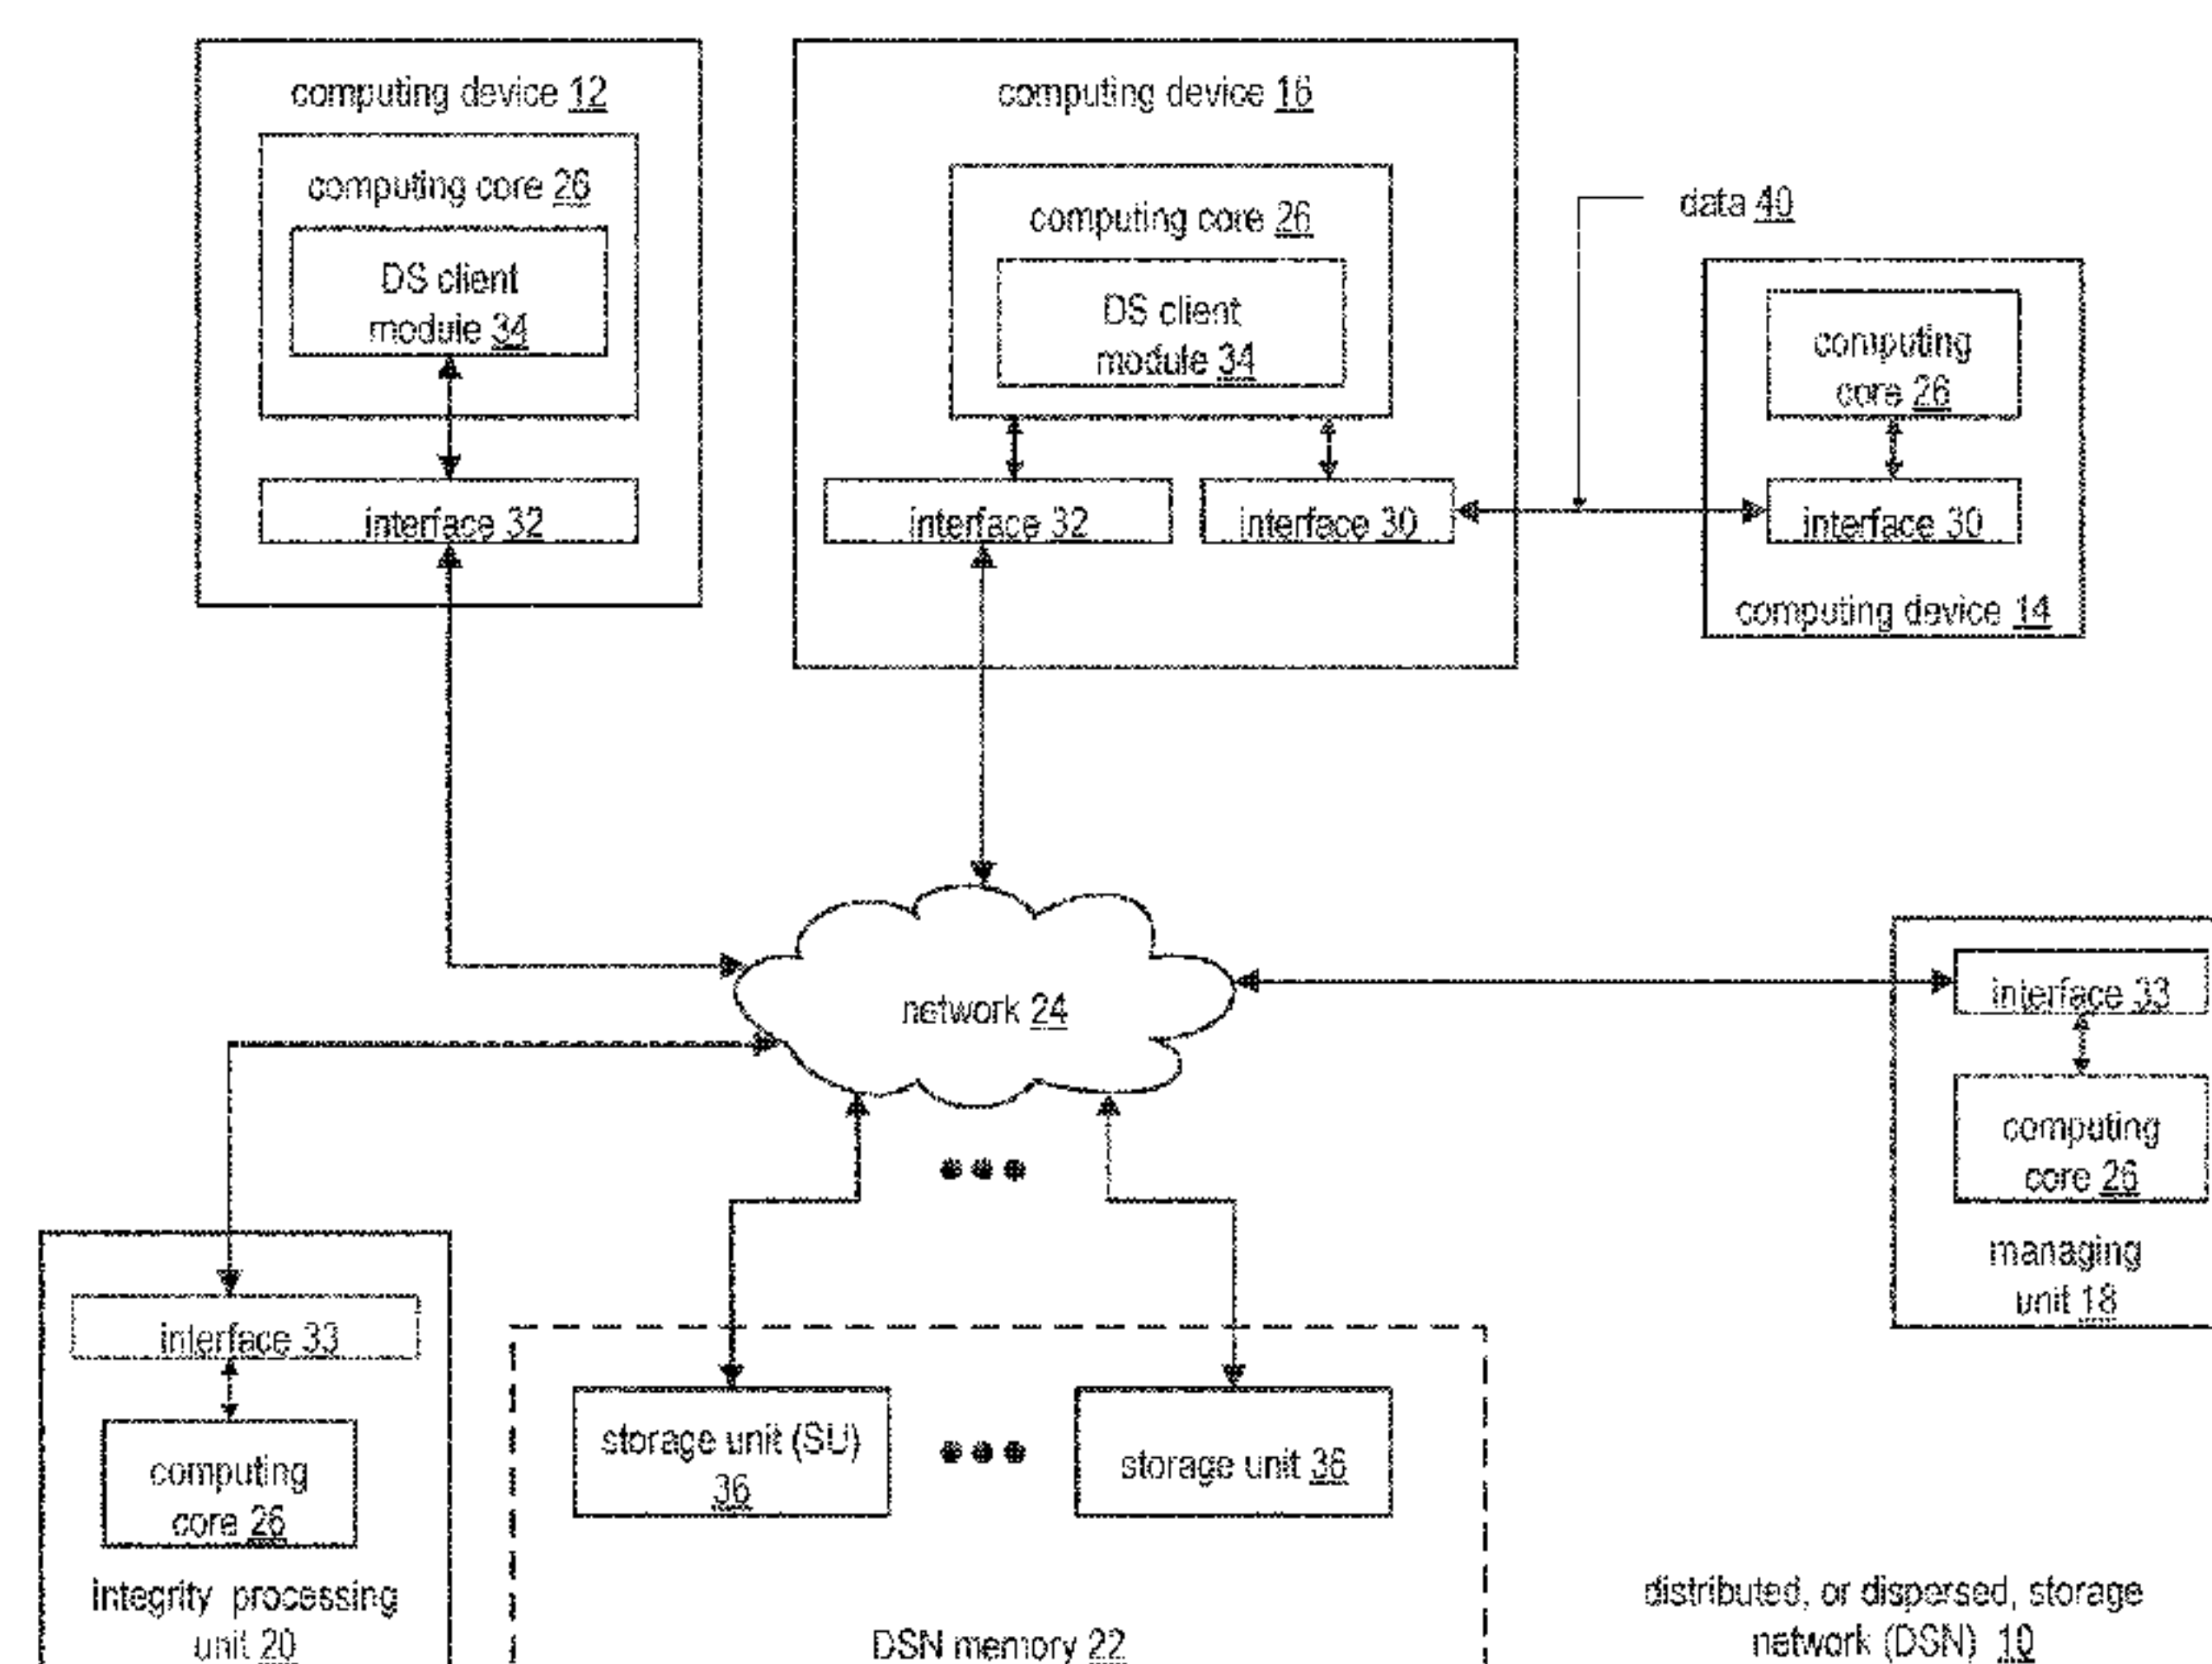 computing device 12
computing core 26
DS client
module 34
interface 32
computing device 16
computing core 26
DS client
module 34
interface 32
interface 30
data 40
computing
core 26
interface 30
computing device 14
network 24
interface 33
computing
core 26
managing
unit 18
interface 33
computing
core 26
integrity processing
unit 20
storage unit (SU)
36
storage unit 36
DSN memory 22
distributed, or dispersed, storage
network (DSN) 10